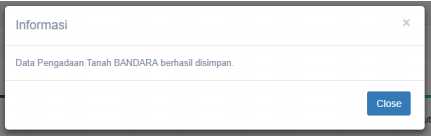 Informasi
×
Data Pengadaan Tanah BANDARA berhasil disimpan.
Close